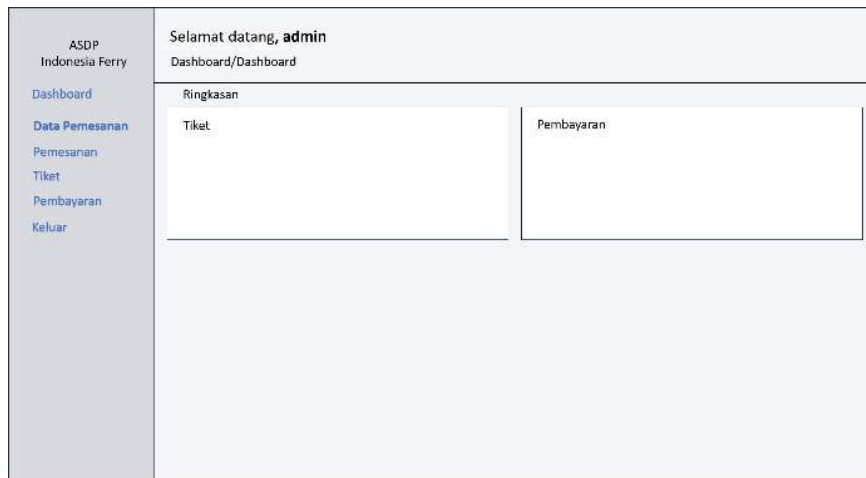 ASDP
Indonesia Ferry
Dashboard
Data Pemesanan
Pemesanan
Tiket
Pembayaran
Keluar
Selamat datang, admin
Dashboard/Dashboard
Ringkasan
Tiket
Pembayaran